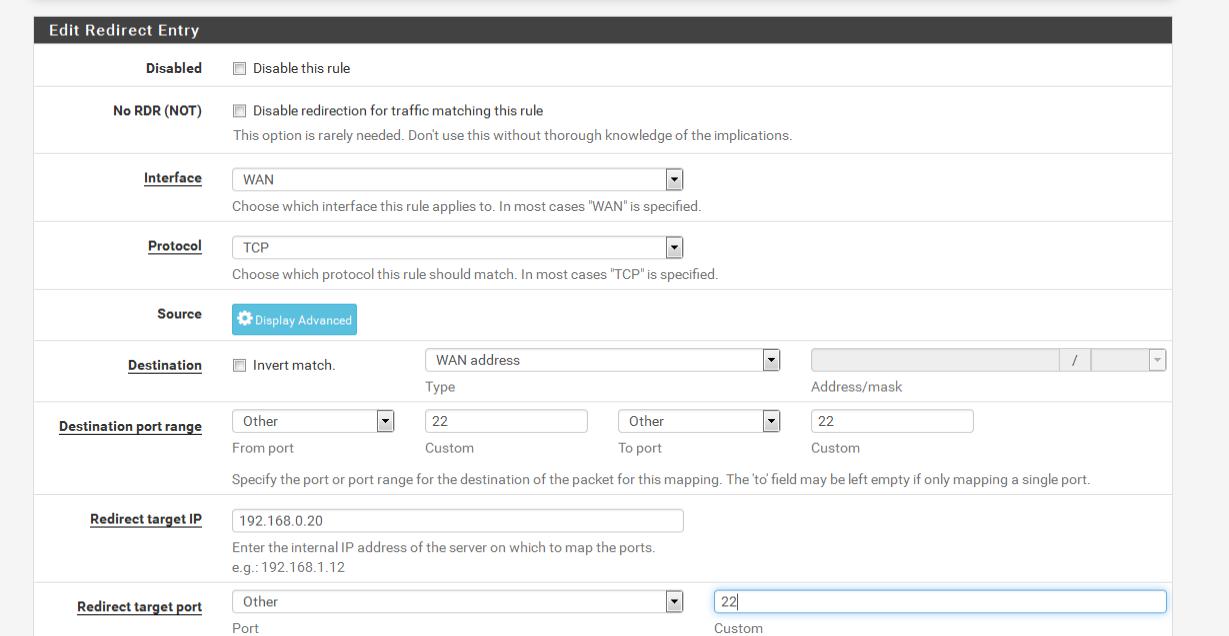 Edit Redirect Entry
Disabled Disable this rule
No RDR (NOT) Disable redirection for traffic matching this rule
This option is rarely needed. Don't use this without thorough knowledge of the implications.
Interface WAN
Choose which interface this rule applies to. In most cases "WAN" is specified.
Protocol TCP
Choose which protocol this rule should match. In most cases "TCP" is specified.
Source Display Advanced
Destination Invert match. WAN address /
Type Address/mask
Destination port range Other 22 Other 22
From port Custom To port Custom
Specify the port or port range for the destination of the packet for this mapping. The 'to' field may be left empty if only mapping a single port.
Redirect target IP 192.168.0.20
Enter the internal IP address of the server on which to map the ports.
e.g.: 192.168.1.12
Redirect target port Other 22
Port Custom